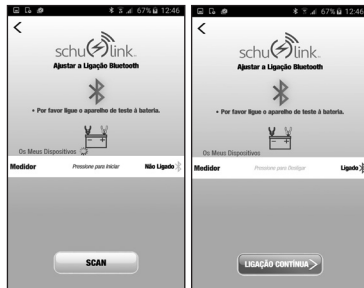 67% 12:46
schu link
Ajustar a Ligação Bluetooth
• Por favor ligue o aparelho de teste à bateria.
Os Meus Dispositivos
Medidor Pressione para Iniciar Não Ligado
SCAN
67% 12:46
schu link
Ajustar a Ligação Bluetooth
• Por favor ligue o aparelho de teste à bateria.
Os Meus Dispositivos
Medidor Pressione para Desligar Ligado
LIGAÇÃO CONTÍNUA